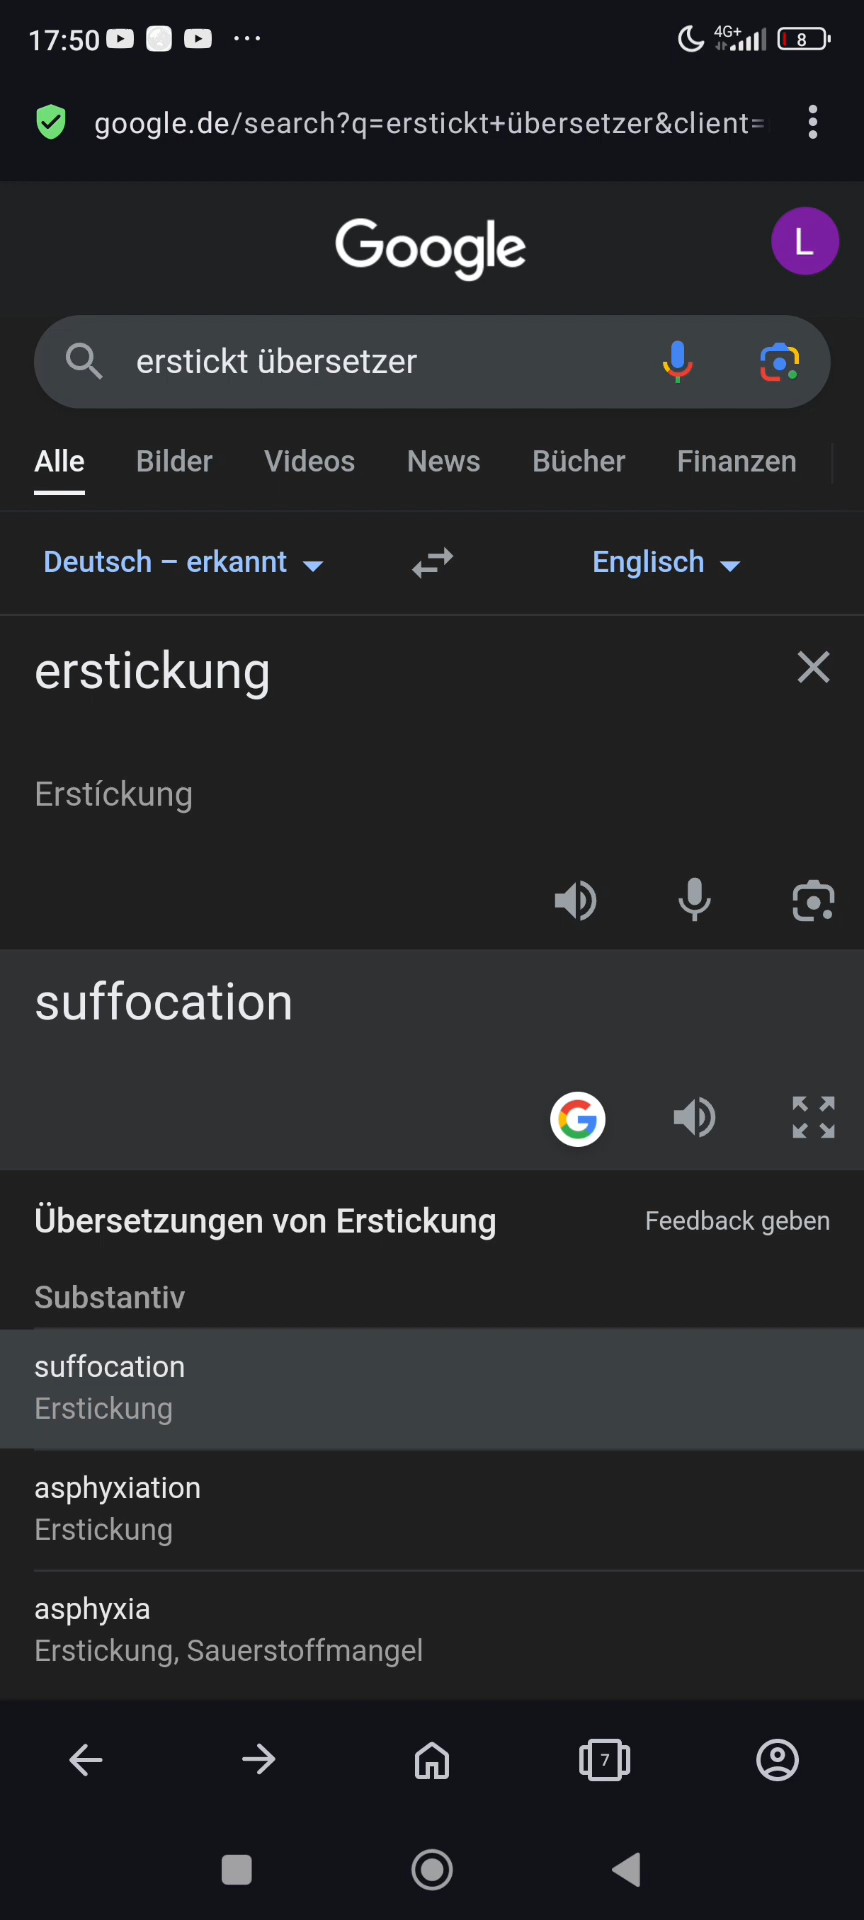 17:50 ...
4G+ 8
google.de/search?q=erstickt+übersetzer&client=
Google
L
erstickt übersetzer
Alle Bilder Videos News Bücher Finanzen
Deutsch – erkannt Englisch
erstickung
Erstíckung
suffocation
G
Übersetzungen von Erstickung Feedback geben
Substantiv
suffocation
Erstickung
asphyxiation
Erstickung
asphyxia
Erstickung, Sauerstoffmangel
7